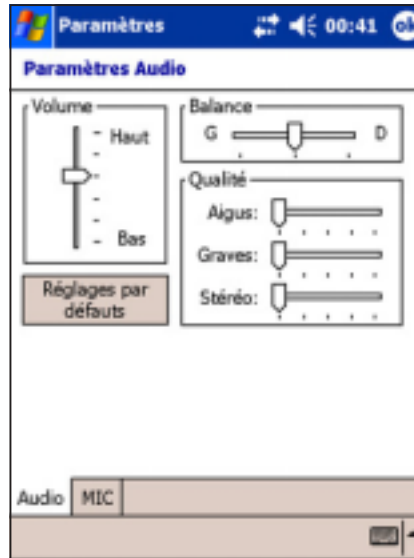 Paramètres 00:41 ok
Paramètres Audio
Volume
Haut
Bas
Balance
G D
Qualité
Aigus:
Graves:
Stéréo:
Réglages par
défauts
Audio MIC